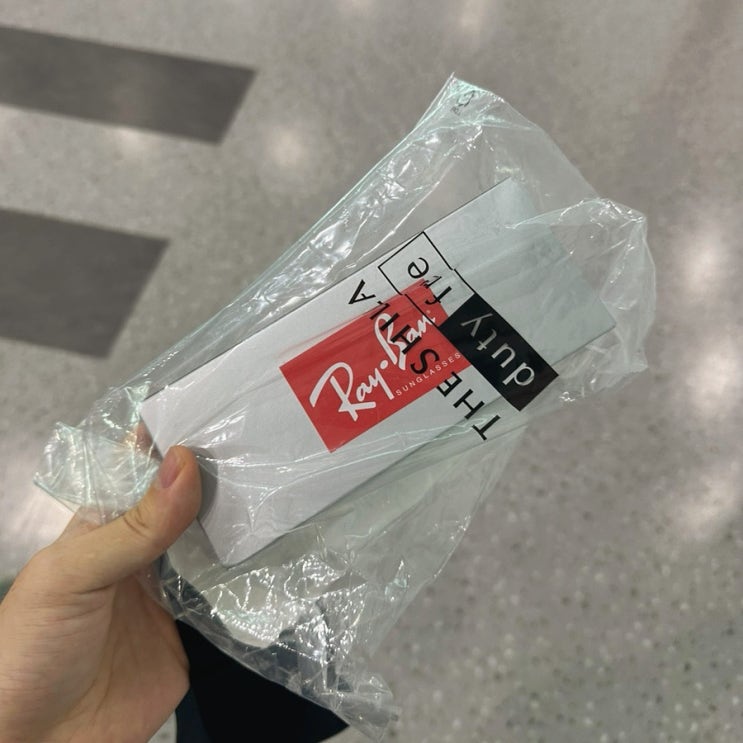 Ray-Ban
SUNGLASSES
THE SHILLA
duty free